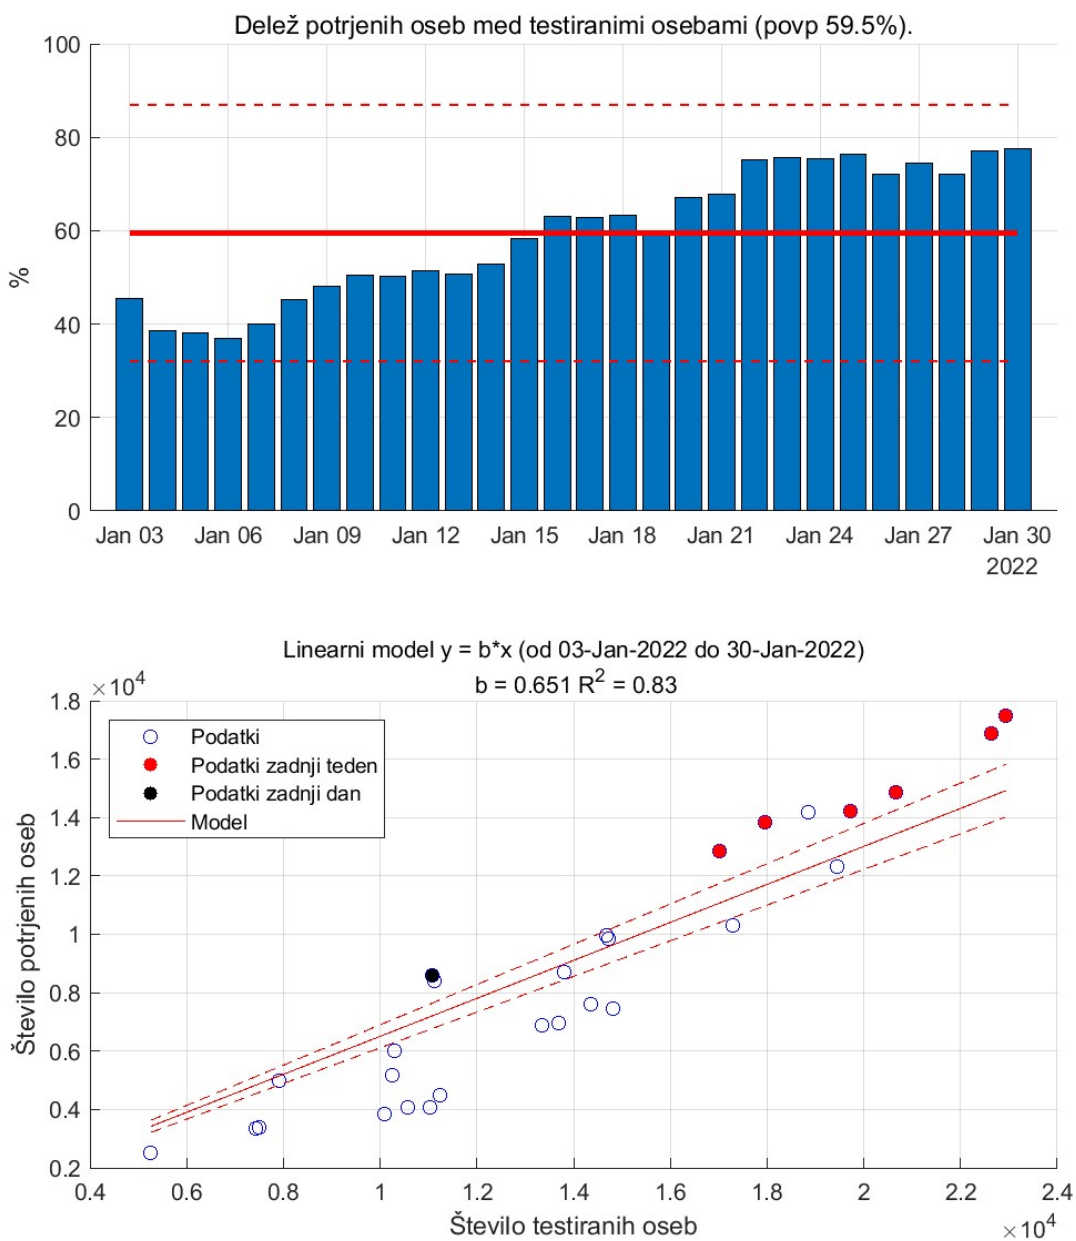 Delež potrjenih oseb med testiranimi osebami (povp 59.5%).
100
80
60
40
20
0
%
Jan 03 Jan 06 Jan 09 Jan 12 Jan 15 Jan 18 Jan 21 Jan 24 Jan 27 Jan 30
2022
Linearni model y = b*x (od 03-Jan-2022 do 30-Jan-2022)
b = 0.651 R² = 0.83
×10⁴
1.8
1.6
1.4
1.2
1
0.8
0.6
0.4
0.2
Število potrjenih oseb
Podatki
Podatki zadnji teden
Podatki zadnji dan
Model
0.4 0.6 0.8 1 1.2 1.4 1.6 1.8 2 2.2 2.4
Število testiranih oseb
×10⁴